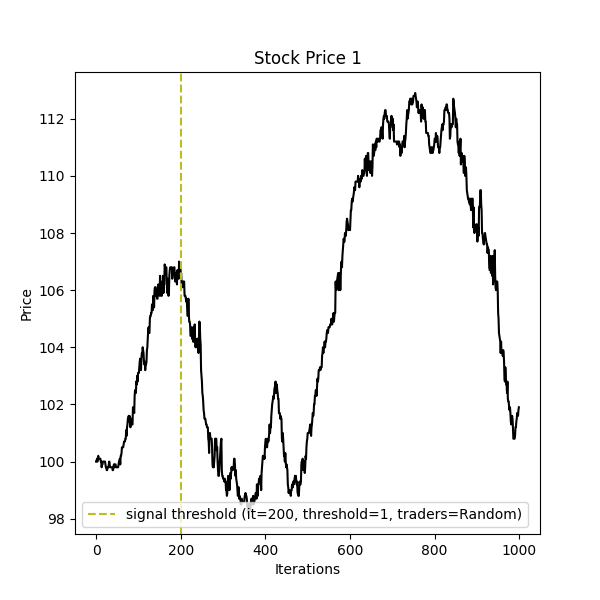 Stock Price 1
Price
112
110
108
106
104
102
100
98
signal threshold (it=200, threshold=1, traders=Random)
0 200 400 600 800 1000
Iterations